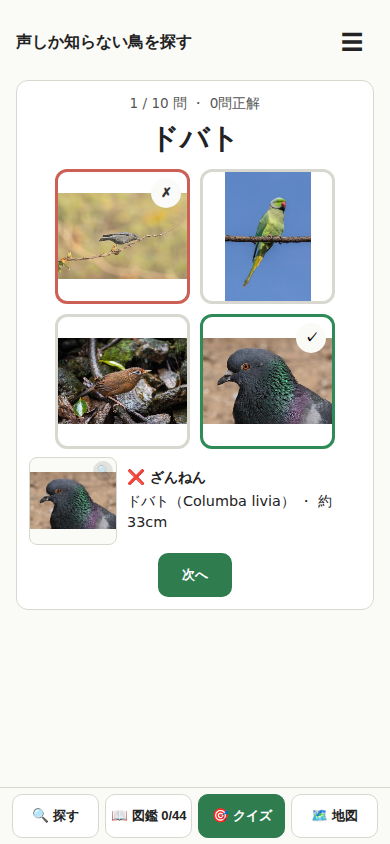 声しか知らない鳥を探す
☰
1 / 10 問 ・ 0問正解
ドバト
✗
✓
❌ ざんねん
ドバト（Columba livia） ・ 約
33cm
次へ
🔍 探す
📖 図鑑 0/44
🎯 クイズ
🗺️ 地図